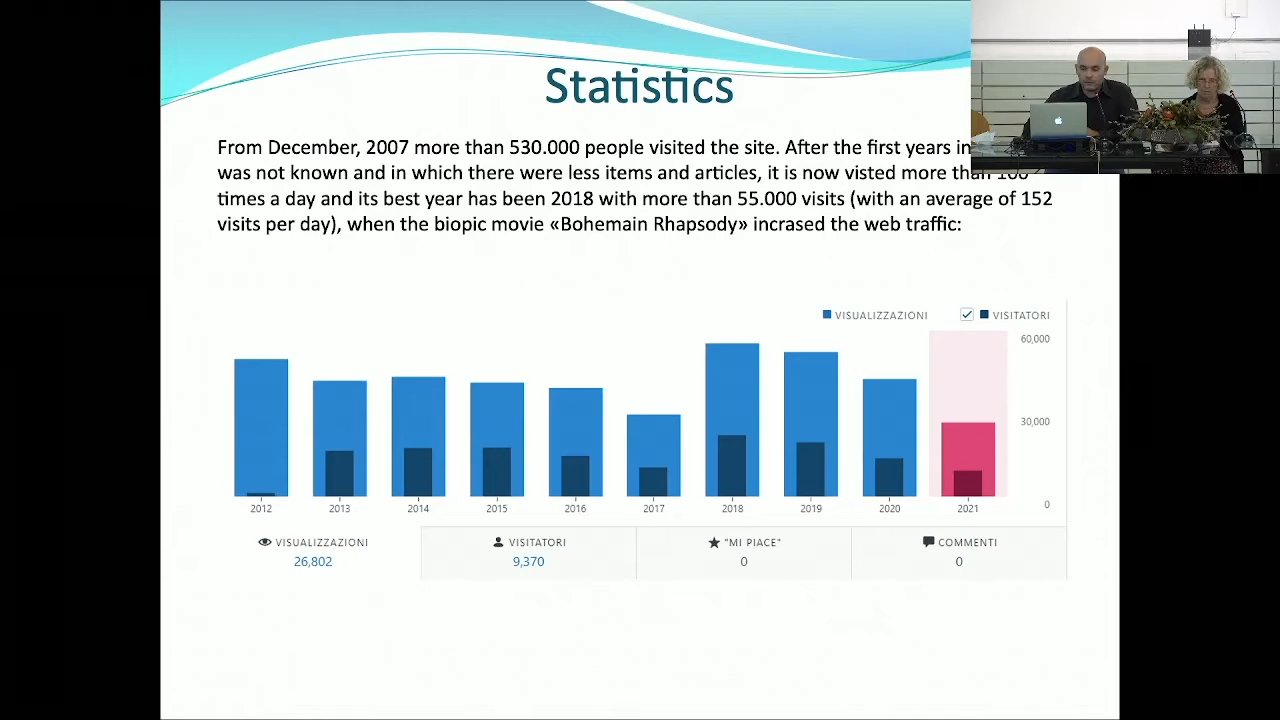 Statistics
From December, 2007 more than 530.000 people visited the site. After the first years in
was not known and in which there were less items and articles, it is now visted more than 100
times a day and its best year has been 2018 with more than 55.000 visits (with an average of 152
visits per day), when the biopic movie «Bohemain Rhapsody» incrased the web traffic:
VISUALIZZAZIONI VISITATORI
60,000
30,000
0
2012 2013 2014 2015 2016 2017 2018 2019 2020 2021
VISUALIZZAZIONI VISITATORI "MI PIACE" COMMENTI
26,802 9,370 0 0